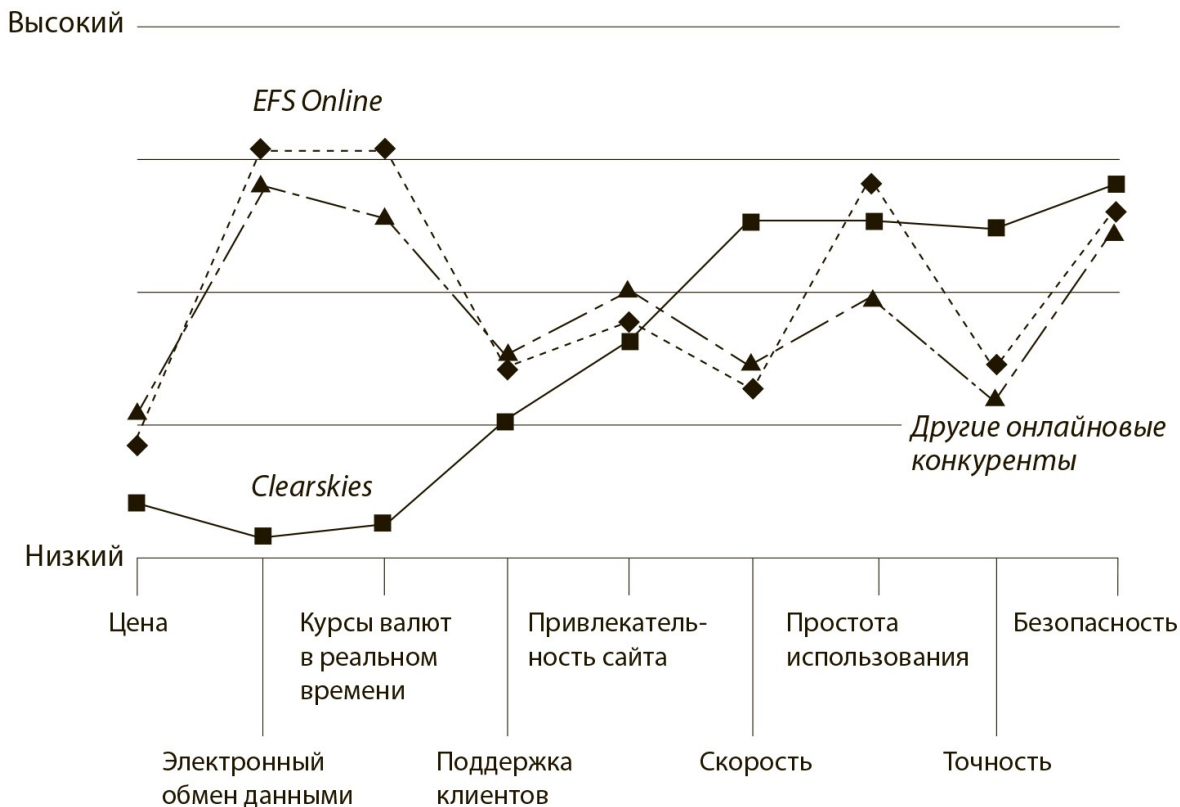 Высокий
EFS Online
Другие онлайновые
конкуренты
Clearskies
Низкий
Цена
Курсы валют
в реальном
времени
Привлекатель-
ность сайта
Простота
использования
Безопасность
Электронный
обмен данными
Поддержка
клиентов
Скорость
Точность